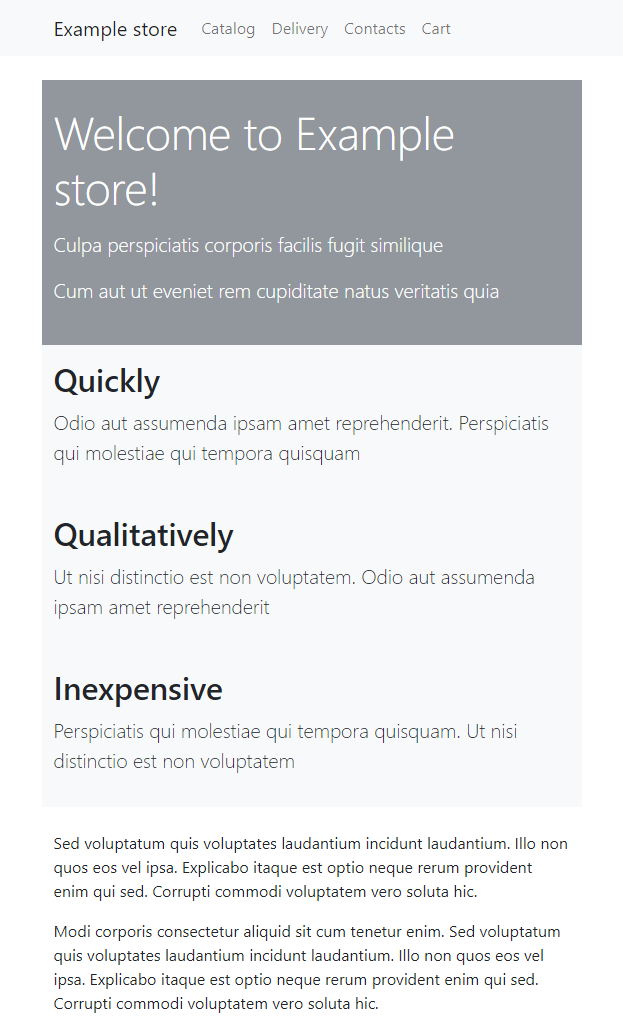 Example store Catalog Delivery Contacts Cart
Welcome to Example
store!
Culpa perspiciatis corporis facilis fugit similique
Cum aut ut eveniet rem cupiditate natus veritatis quia
Quickly
Odio aut assumenda ipsam amet reprehenderit. Perspiciatis
qui molestiae qui tempora quisquam
Qualitatively
Ut nisi distinctio est non voluptatem. Odio aut assumenda
ipsam amet reprehenderit
Inexpensive
Perspiciatis qui molestiae qui tempora quisquam. Ut nisi
distinctio est non voluptatem
Sed voluptatum quis voluptates laudantium incidunt laudantium. Illo non
quos eos vel ipsa. Explicabo itaque est optio neque rerum provident
enim qui sed. Corrupti commodi voluptatem vero soluta hic.
Modi corporis consectetur aliquid sit cum tenetur enim. Sed voluptatum
quis voluptates laudantium incidunt laudantium. Illo non quos eos vel
ipsa. Explicabo itaque est optio neque rerum provident enim qui sed.
Corrupti commodi voluptatem vero soluta hic.